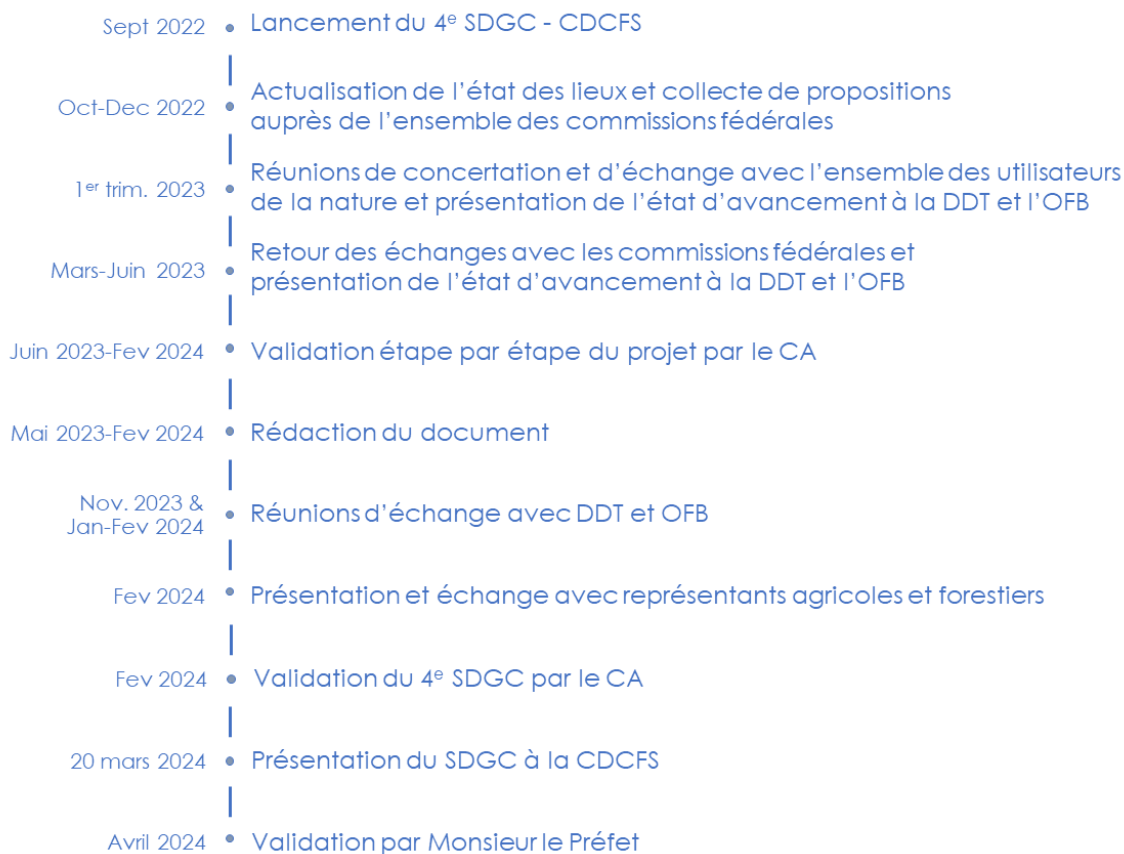 Sept 2022 Lancement du 4e SDGC - CDCFS
Oct-Dec 2022 Actualisation de l’état des lieux et collecte de propositions
auprès de l’ensemble des commissions fédérales
1er trim. 2023 Réunions de concertation et d’échange avec l’ensemble des utilisateurs
de la nature et présentation de l’état d’avancement à la DDT et l’OFB
Mars-Juin 2023 Retour des échanges avec les commissions fédérales et
présentation de l’état d’avancement à la DDT et l’OFB
Juin 2023-Fev 2024 Validation étape par étape du projet par le CA
Mai 2023-Fev 2024 Rédaction du document
Nov. 2023 &
Jan-Fev 2024 Réunions d’échange avec DDT et OFB
Fev 2024 Présentation et échange avec représentants agricoles et forestiers
Fev 2024 Validation du 4e SDGC par le CA
20 mars 2024 Présentation du SDGC à la CDCFS
Avril 2024 Validation par Monsieur le Préfet